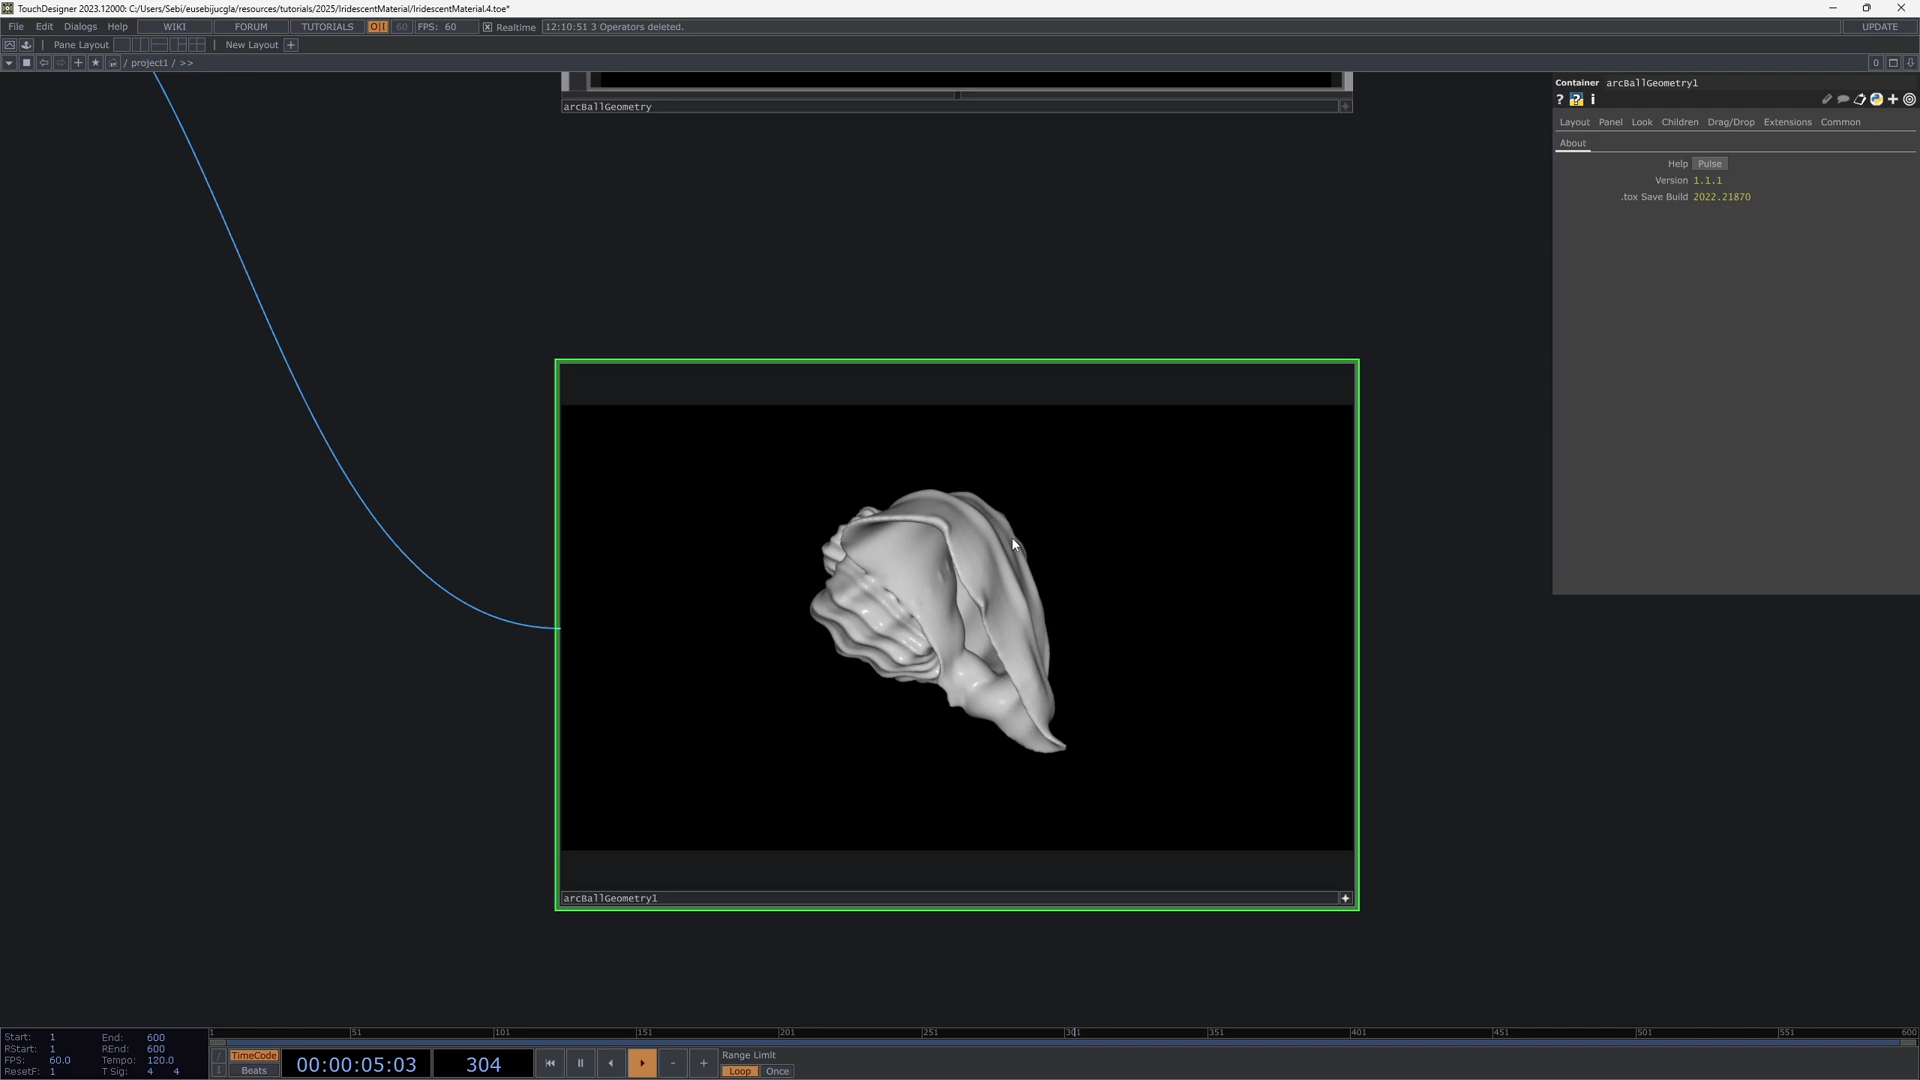 TouchDesigner 2023.12000: C:/Users/Sebi/eusebijucgla/resources/tutorials/2025/IridescentMaterial/IridescentMaterial.4.toe*
File Edit Dialogs Help WIKI FORUM TUTORIALS O|I 60 FPS: 60 Realtime 12:10:51 3 Operators deleted. UPDATE
Pane Layout New Layout +
/ project1 / >> 0
Container arcBallGeometry1
? ? i
Layout Panel Look Children Drag/Drop Extensions Common
About
Help Pulse
Version 1.1.1
.tox Save Build 2022.21870
arcBallGeometry
arcBallGeometry1
1 51 101 151 201 251 301 351 401 451 501 551 600
Start: 1 End: 600
RStart: 1 REnd: 600
FPS: 60.0 Tempo: 120.0
ResetF: 1 T Sig: 4 4
TimeCode
Beats
00:00:05:03 304
- +
Range Limit
Loop Once